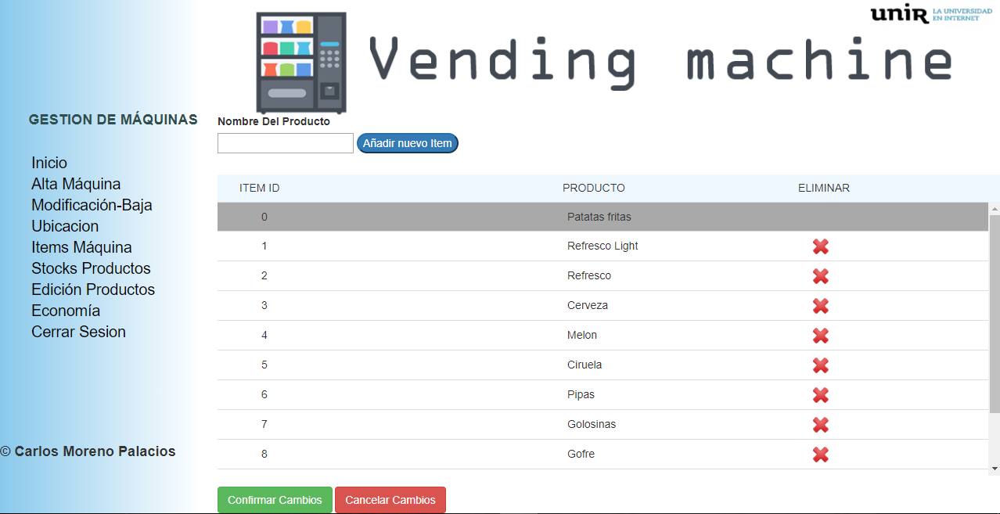 unir LA UNIVERSIDAD
EN INTERNET
Vending machine
GESTION DE MÁQUINAS
Inicio
Alta Máquina
Modificación-Baja
Ubicacion
Items Máquina
Stocks Productos
Edición Productos
Economía
Cerrar Sesion
© Carlos Moreno Palacios
Nombre Del Producto
Añadir nuevo Item
ITEM ID PRODUCTO ELIMINAR
0 Patatas fritas
1 Refresco Light
2 Refresco
3 Cerveza
4 Melon
5 Ciruela
6 Pipas
7 Golosinas
8 Gofre
Confirmar Cambios Cancelar Cambios